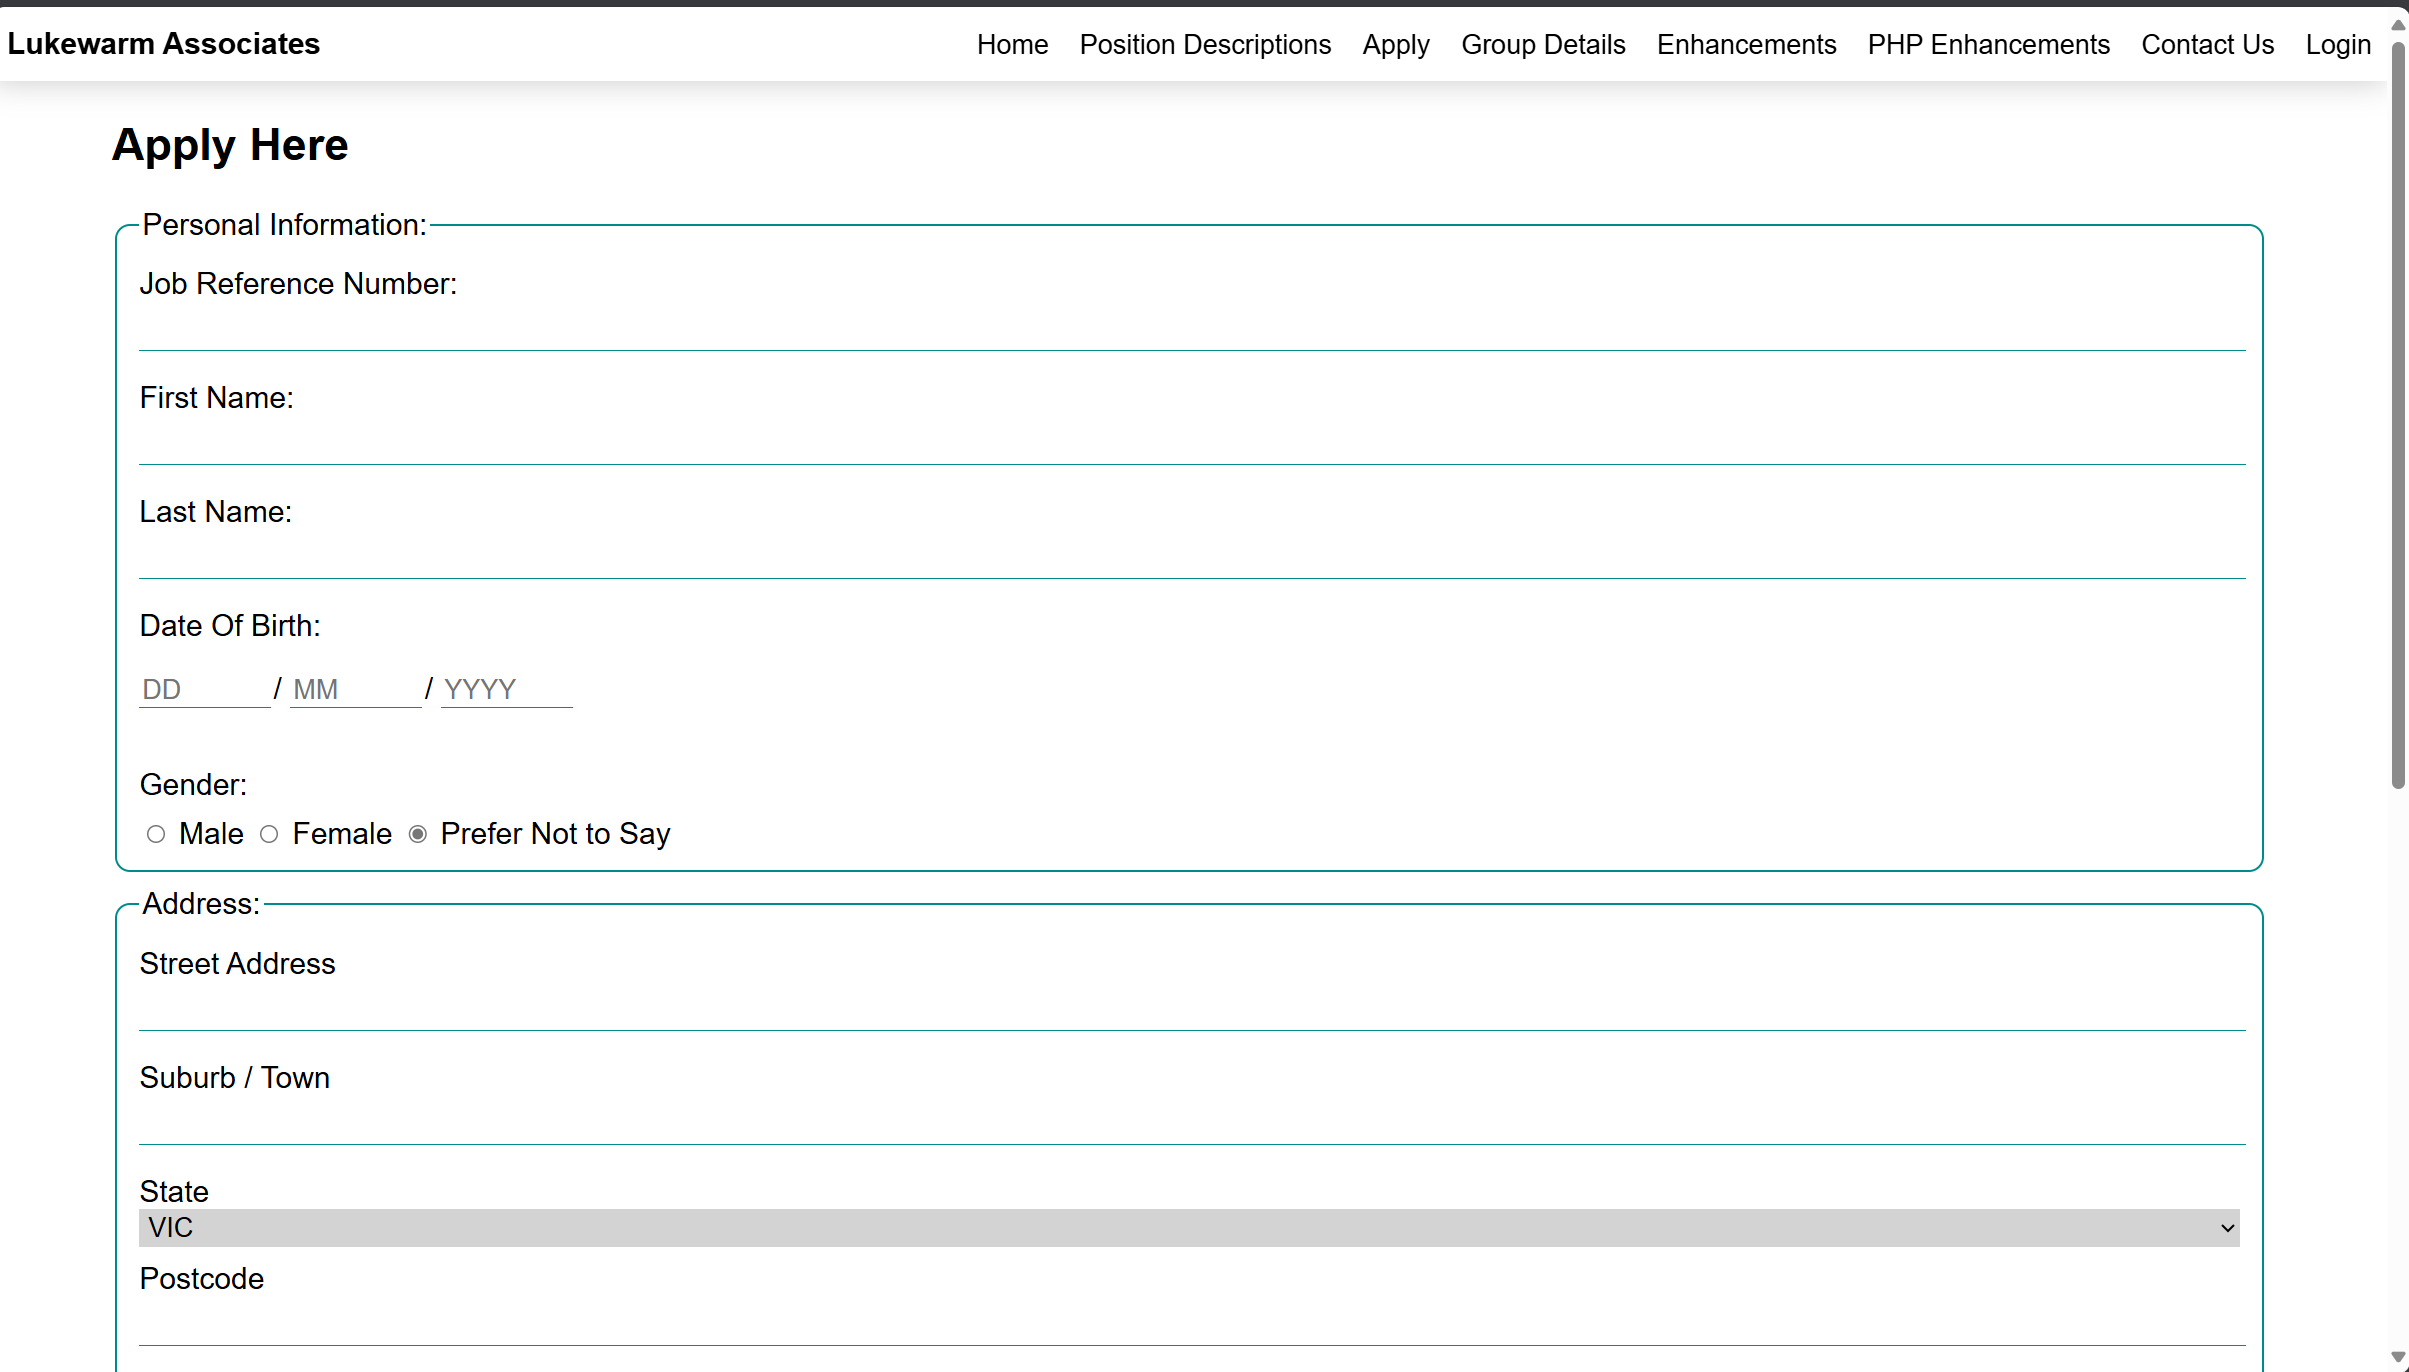 Lukewarm Associates Home Position Descriptions Apply Group Details Enhancements PHP Enhancements Contact Us Login
Apply Here
Personal Information:
Job Reference Number:
First Name:
Last Name:
Date Of Birth:
DD / MM / YYYY
Gender:
Male Female Prefer Not to Say
Address:
Street Address
Suburb / Town
State
VIC
Postcode